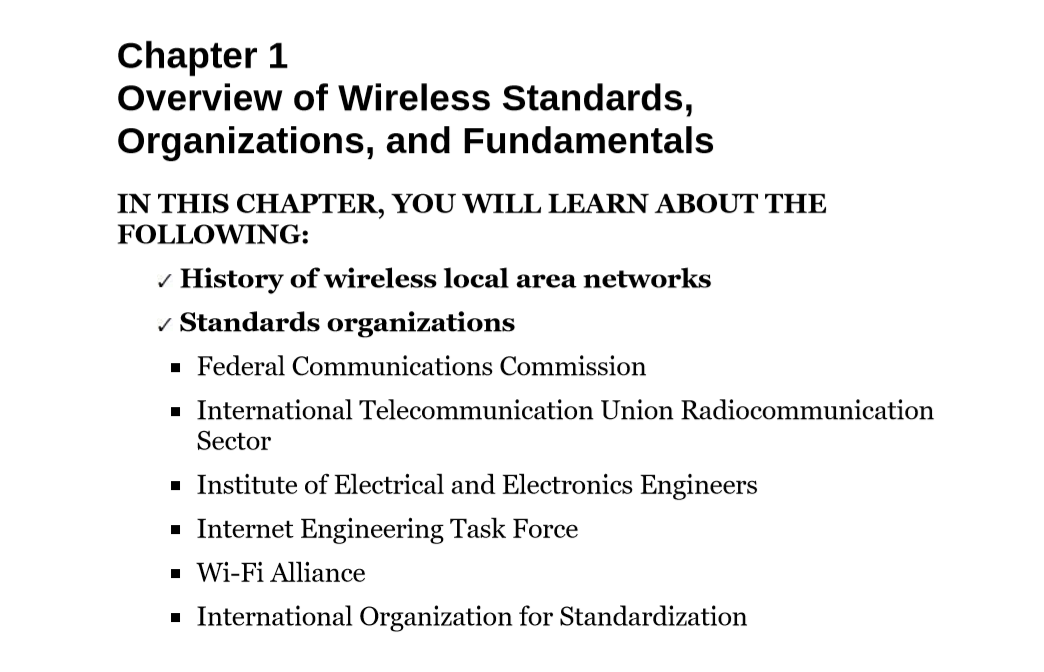 Chapter 1
Overview of Wireless Standards,
Organizations, and Fundamentals
IN THIS CHAPTER, YOU WILL LEARN ABOUT THE
FOLLOWING:
✓ History of wireless local area networks
✓ Standards organizations
▪ Federal Communications Commission
▪ International Telecommunication Union Radiocommunication
Sector
▪ Institute of Electrical and Electronics Engineers
▪ Internet Engineering Task Force
▪ Wi-Fi Alliance
▪ International Organization for Standardization